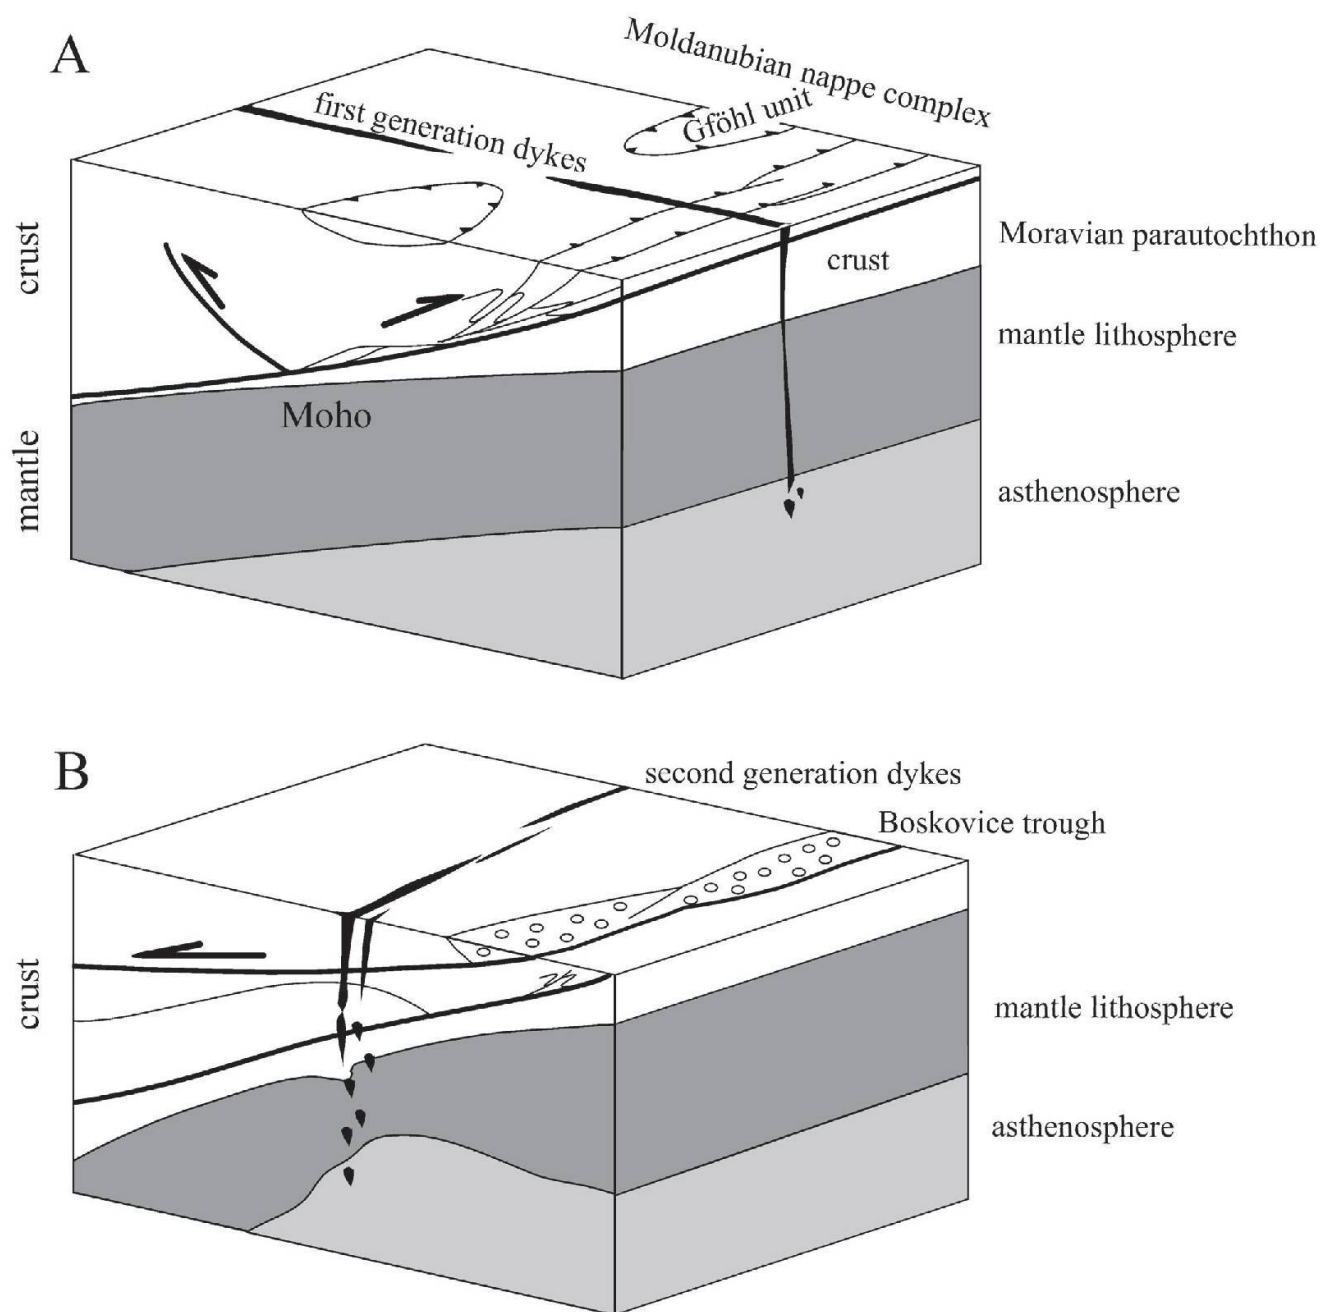 A
Moldanubian nappe complex
Gföhl unit
first generation dykes
crust
Moravian parautochthon
crust
mantle lithosphere
Moho
mantle
asthenosphere
B
second generation dykes
Boskovice trough
crust
mantle lithosphere
asthenosphere